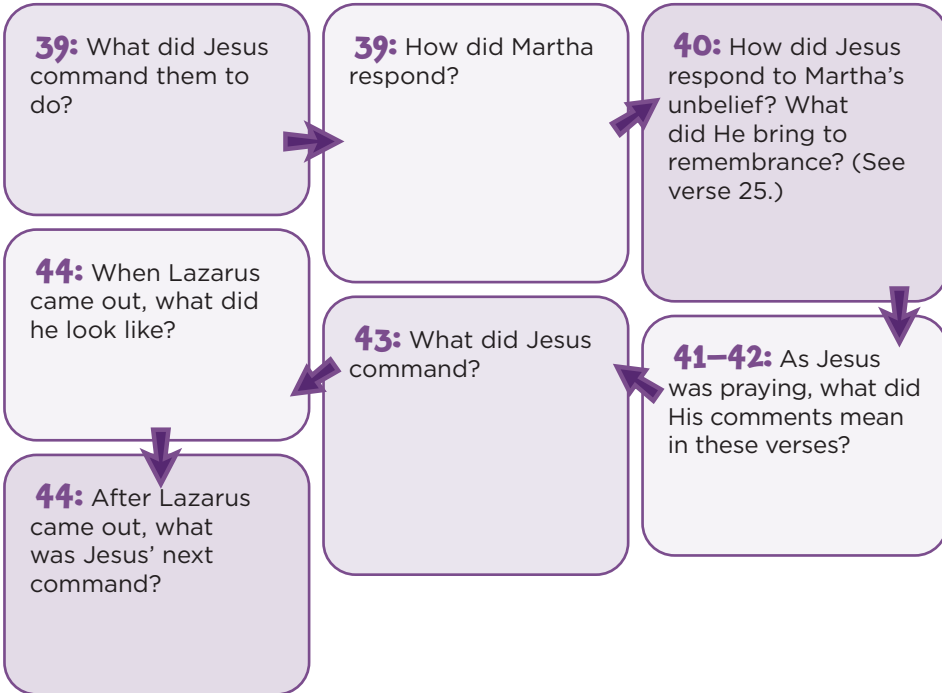 39: What did Jesus
command them to
do?
39: How did Martha
respond?
40: How did Jesus
respond to Martha’s
unbelief? What
did He bring to
remembrance? (See
verse 25.)
41–42: As Jesus
was praying, what did
His comments mean
in these verses?
43: What did Jesus
command?
44: When Lazarus
came out, what did
he look like?
44: After Lazarus
came out, what
was Jesus’ next
command?